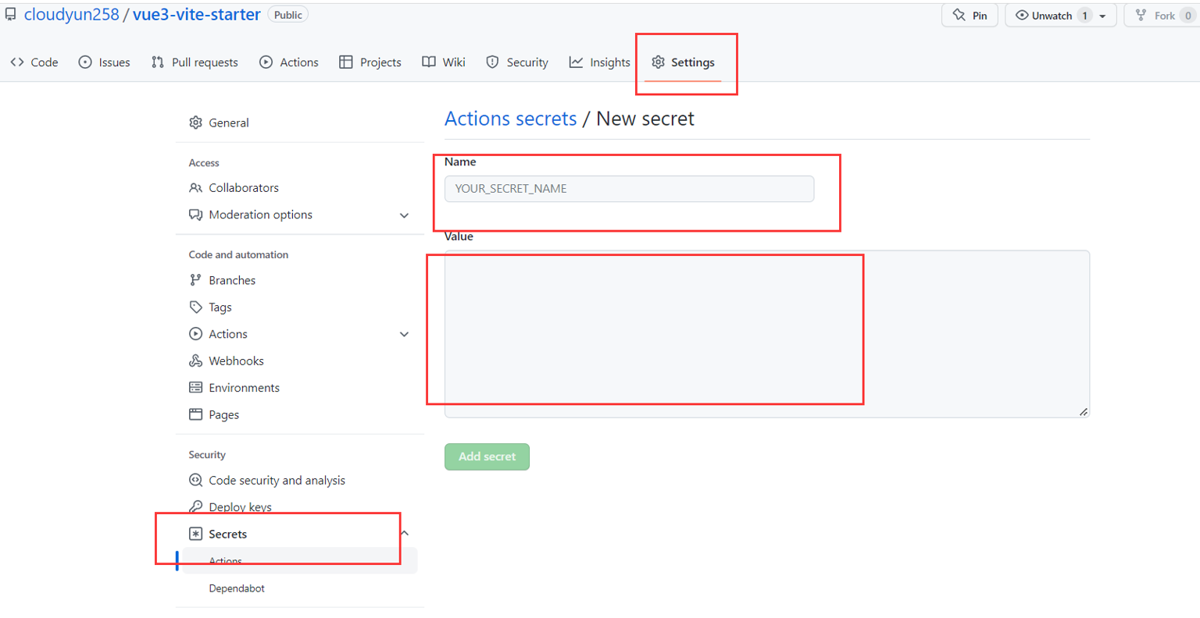 cloudyun258 / vue3-vite-starter Public
Pin
Unwatch 1
Fork 0
Code
Issues
Pull requests
Actions
Projects
Wiki
Security
Insights
Settings
General
Access
Collaborators
Moderation options
Code and automation
Branches
Tags
Actions
Webhooks
Environments
Pages
Security
Code security and analysis
Deploy keys
Secrets
Actions
Dependabot
Actions secrets / New secret
Name
YOUR_SECRET_NAME
Value
Add secret